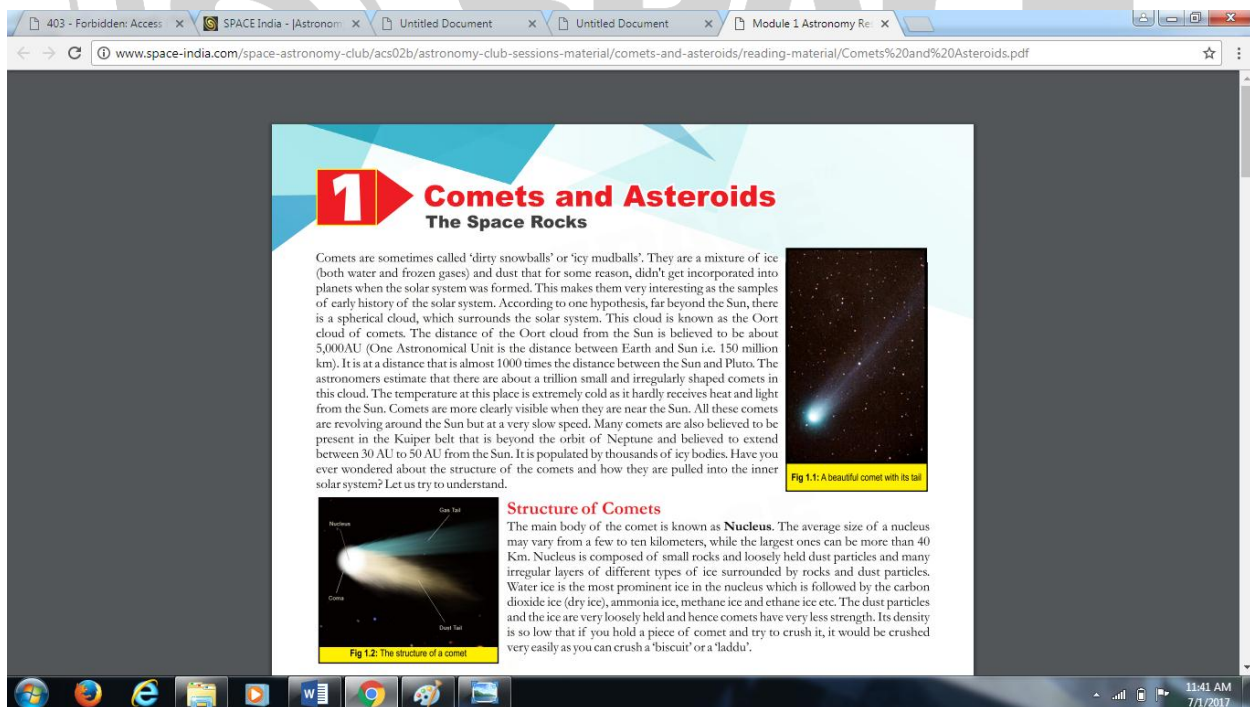 403 - Forbidden: Access
SPACE India - |Astronom
Untitled Document
Untitled Document
Module 1 Astronomy Re
www.space-india.com/space-astronomy-club/acs02b/astronomy-club-sessions-material/comets-and-asteroids/reading-material/Comets%20and%20Asteroids.pdf
1
Comets and Asteroids
The Space Rocks
Comets are sometimes called ‘dirty snowballs’ or ‘icy mudballs’. They are a mixture of ice
(both water and frozen gases) and dust that for some reason, didn't get incorporated into
planets when the solar system was formed. This makes them very interesting as the samples
of early history of the solar system. According to one hypothesis, far beyond the Sun, there
is a spherical cloud, which surrounds the solar system. This cloud is known as the Oort
cloud of comets. The distance of the Oort cloud from the Sun is believed to be about
5,000AU (One Astronomical Unit is the distance between Earth and Sun i.e. 150 million
km). It is at a distance that is almost 1000 times the distance between the Sun and Pluto. The
astronomers estimate that there are about a trillion small and irregularly shaped comets in
this cloud. The temperature at this place is extremely cold as it hardly receives heat and light
from the Sun. Comets are more clearly visible when they are near the Sun. All these comets
are revolving around the Sun but at a very slow speed. Many comets are also believed to be
present in the Kuiper belt that is beyond the orbit of Neptune and believed to extend
between 30 AU to 50 AU from the Sun. It is populated by thousands of icy bodies. Have you
ever wondered about the structure of the comets and how they are pulled into the inner
solar system? Let us try to understand.
Fig 1.1: A beautiful comet with its tail
Nucleus
Gas Tail
Coma
Dust Tail
Fig 1.2: The structure of a comet
Structure of Comets
The main body of the comet is known as Nucleus. The average size of a nucleus
may vary from a few to ten kilometers, while the largest ones can be more than 40
Km. Nucleus is composed of small rocks and loosely held dust particles and many
irregular layers of different types of ice surrounded by rocks and dust particles.
Water ice is the most prominent ice in the nucleus which is followed by the carbon
dioxide ice (dry ice), ammonia ice, methane ice and ethane ice etc. The dust particles
and the ice are very loosely held and hence comets have very less strength. Its density
is so low that if you hold a piece of comet and try to crush it, it would be crushed
very easily as you can crush a ‘biscuit’ or a ‘laddu’.
11:41 AM
7/1/2017